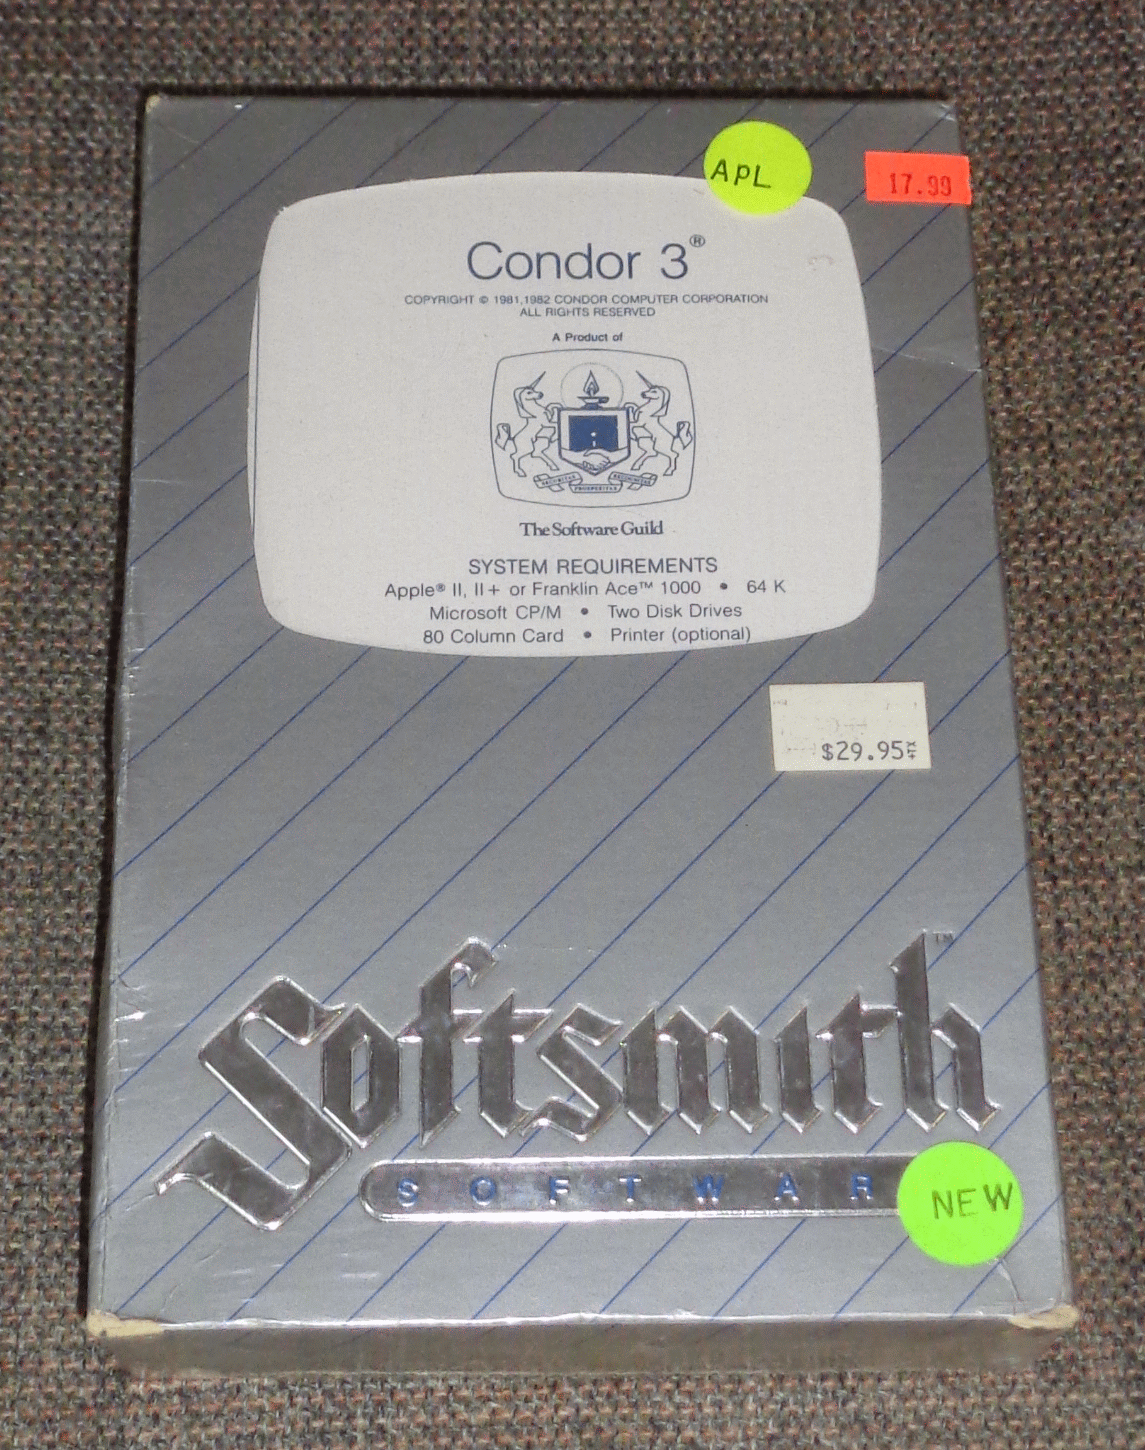 APL
17.99
Condor 3®
COPYRIGHT © 1981,1982 CONDOR COMPUTER CORPORATION
ALL RIGHTS RESERVED
A Product of
The Software Guild
SYSTEM REQUIREMENTS
Apple® II, II+ or Franklin Ace™ 1000 • 64 K
Microsoft CP/M • Two Disk Drives
80 Column Card • Printer (optional)
$29.95
Softsmith™
SOFTWAR
NEW